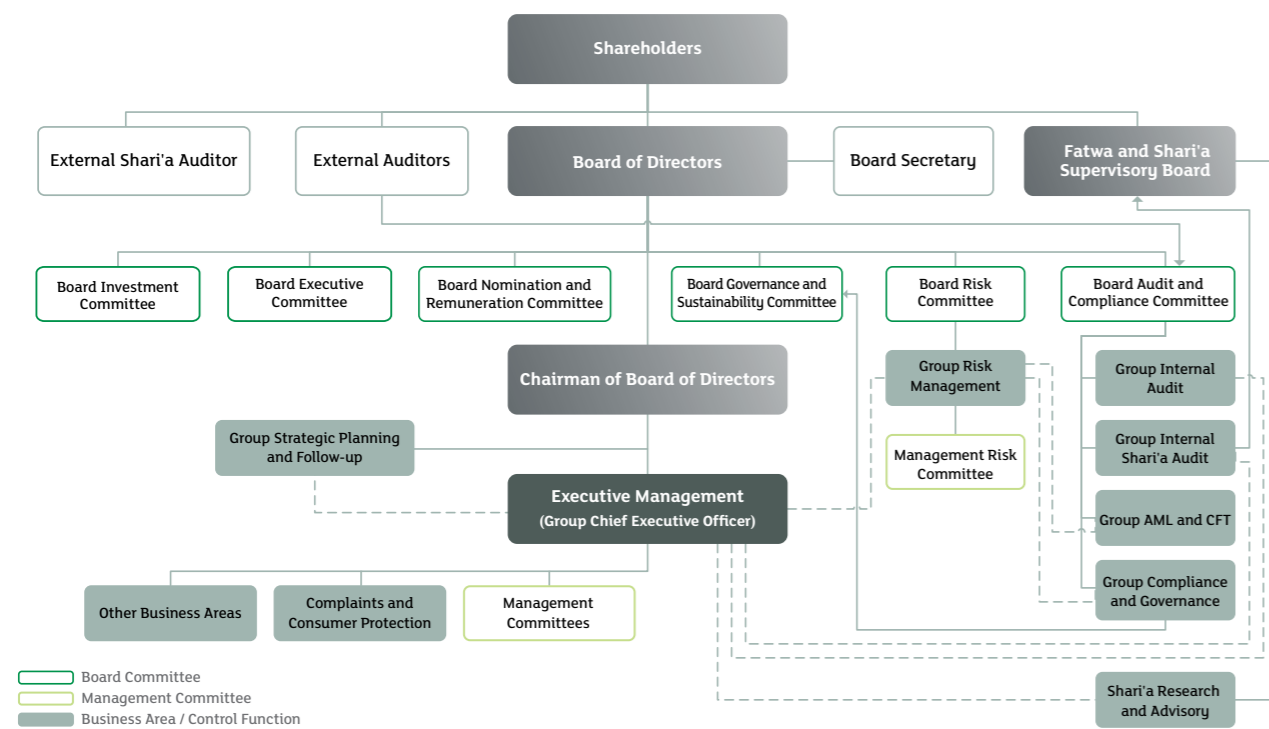 Shareholders
External Shari'a Auditor
External Auditors
Board of Directors
Board Secretary
Fatwa and Shari'a
Supervisory Board
Board Investment
Committee
Board Executive
Committee
Board Nomination and
Remuneration Committee
Board Governance and
Sustainability Committee
Board Risk
Committee
Board Audit and
Compliance Committee
Chairman of Board of Directors
Group Risk
Management
Group Internal
Audit
Group Strategic Planning
and Follow-up
Management Risk
Committee
Group Internal
Shari'a Audit
Executive Management
(Group Chief Executive Officer)
Group AML and CFT
Other Business Areas
Complaints and
Consumer Protection
Management
Committees
Group Compliance
and Governance
Board Committee
Management Committee
Business Area / Control Function
Shari'a Research
and Advisory